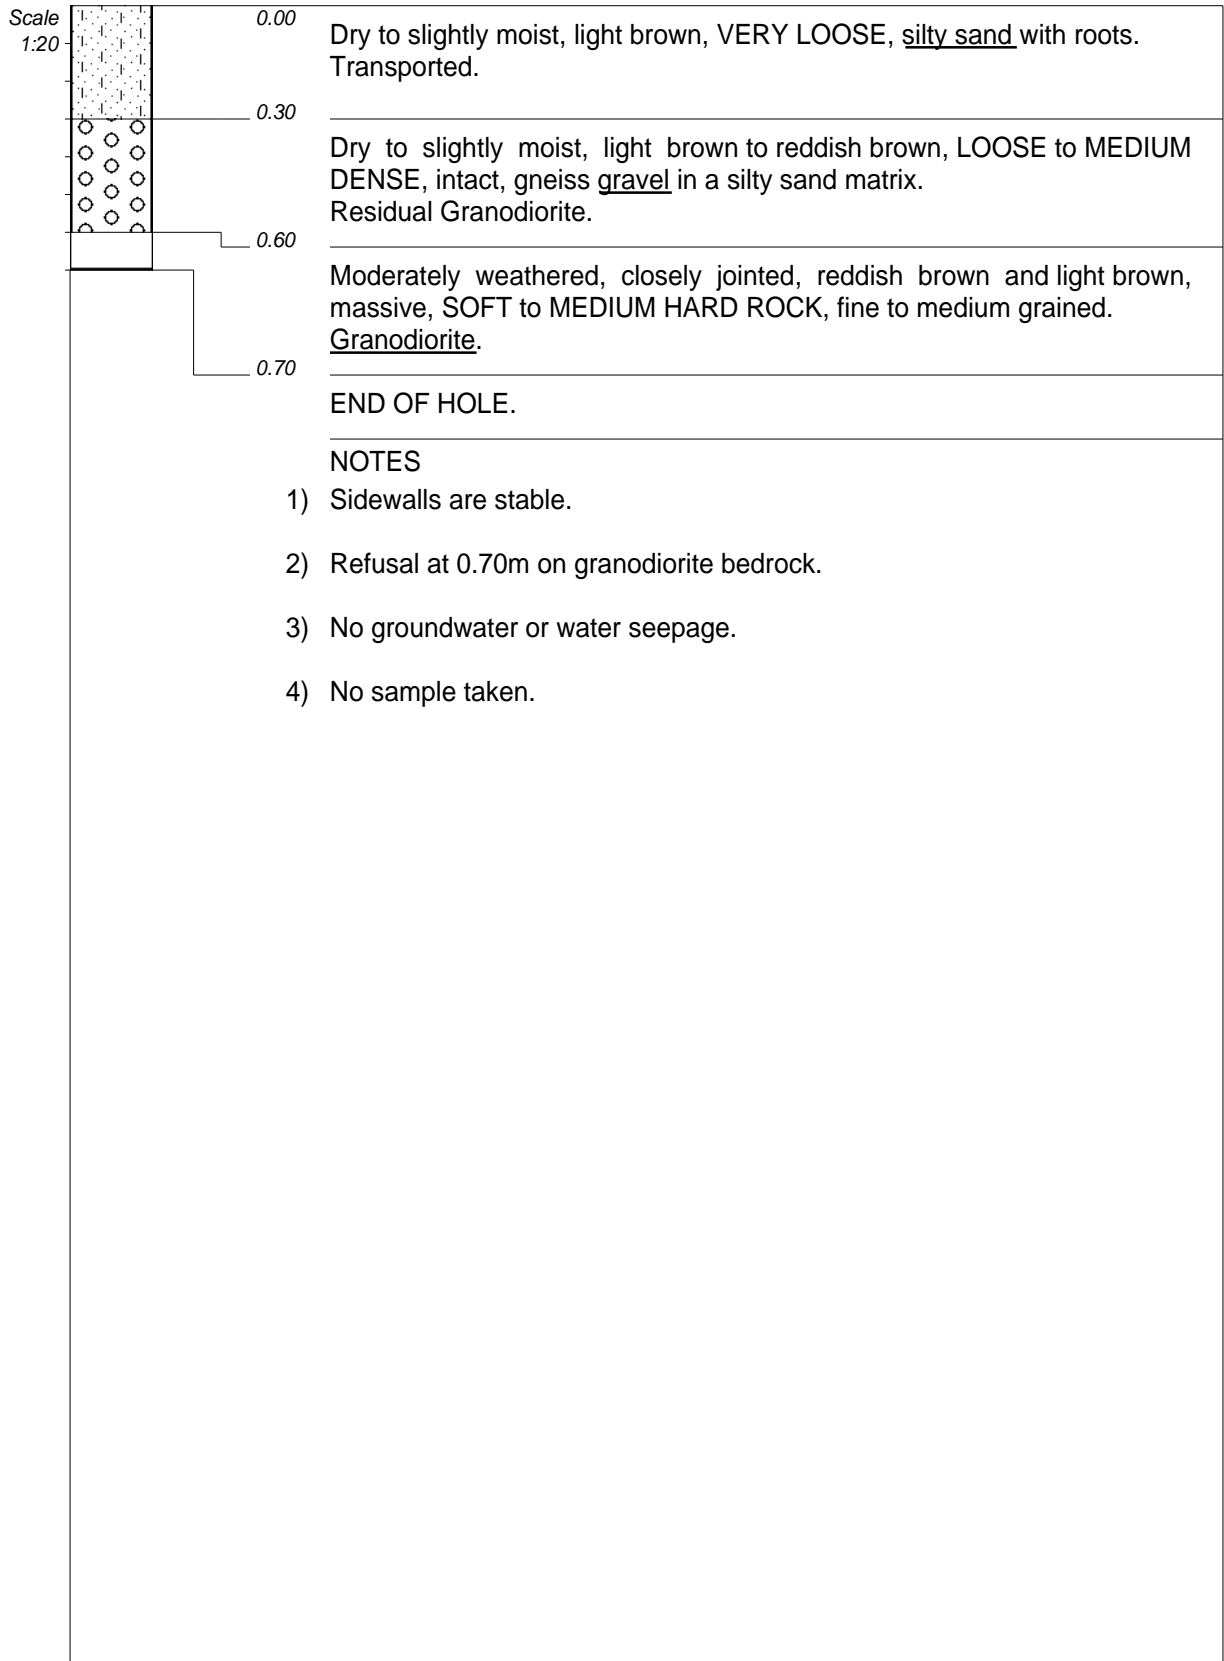 Scale
1:20
0.00
Dry to slightly moist, light brown, VERY LOOSE, silty sand with roots.
Transported.
0.30
Dry to slightly moist, light brown to reddish brown, LOOSE to MEDIUM
DENSE, intact, gneiss gravel in a silty sand matrix.
Residual Granodiorite.
0.60
Moderately weathered, closely jointed, reddish brown and light brown,
massive, SOFT to MEDIUM HARD ROCK, fine to medium grained.
Granodiorite.
0.70
END OF HOLE.
NOTES
1) Sidewalls are stable.
2) Refusal at 0.70m on granodiorite bedrock.
3) No groundwater or water seepage.
4) No sample taken.